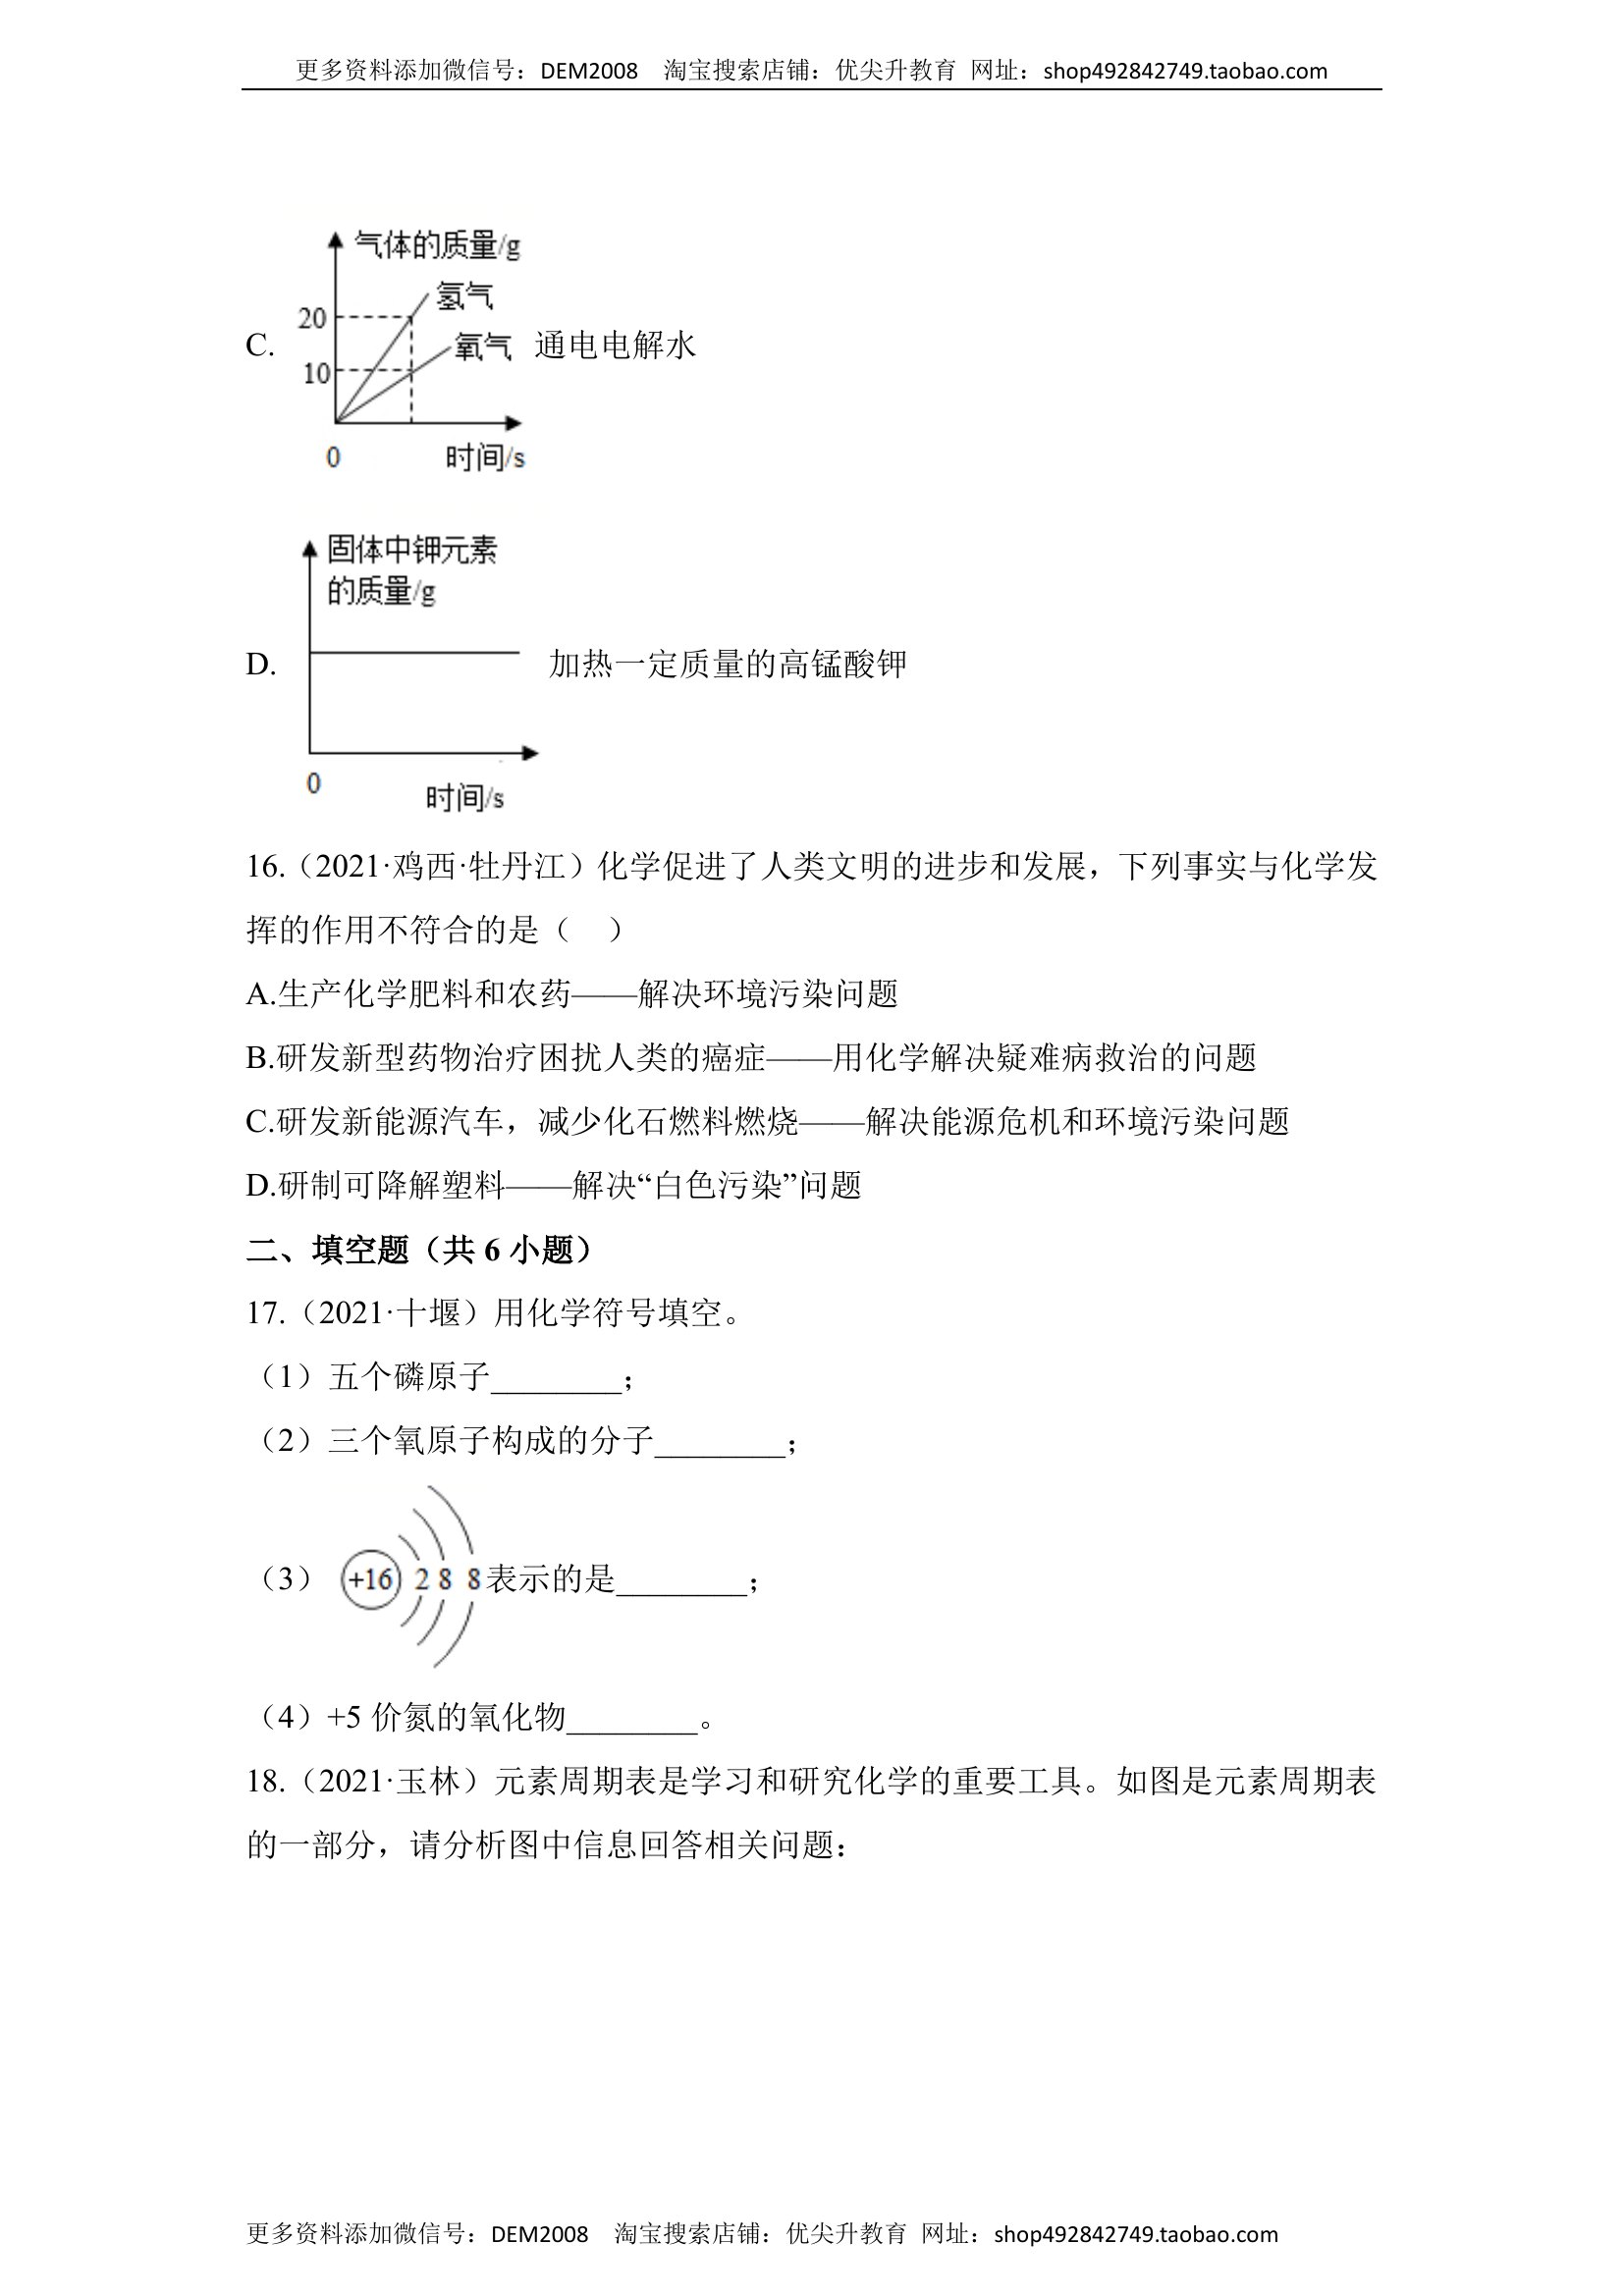 更多资料添加微信号：DEM2008 淘宝搜索店铺：优尖升教育 网址：shop492842749.taobao.com
气体的质量/g
氢气
20
C.
氧气 通电电解水
10
0
时间/s
固体中钾元素
的质量/g
D.
加热一定质量的高锰酸钾
0
时间/s
16.（2021·鸡西·牡丹江）化学促进了人类文明的进步和发展，下列事实与化学发
挥的作用不符合的是（ ）
A.生产化学肥料和农药——解决环境污染问题
B.研发新型药物治疗困扰人类的癌症——用化学解决疑难病救治的问题
C.研发新能源汽车，减少化石燃料燃烧——解决能源危机和环境污染问题
D.研制可降解塑料——解决“白色污染”问题
二、填空题（共 6 小题）
17.（2021·十堰）用化学符号填空。
（1）五个磷原子________；
（2）三个氧原子构成的分子________；
（3） +16 2 8 8 表示的是________；
（4）+5 价氮的氧化物________。
18.（2021·玉林）元素周期表是学习和研究化学的重要工具。如图是元素周期表
的一部分，请分析图中信息回答相关问题：
更多资料添加微信号：DEM2008 淘宝搜索店铺：优尖升教育 网址：shop492842749.taobao.com